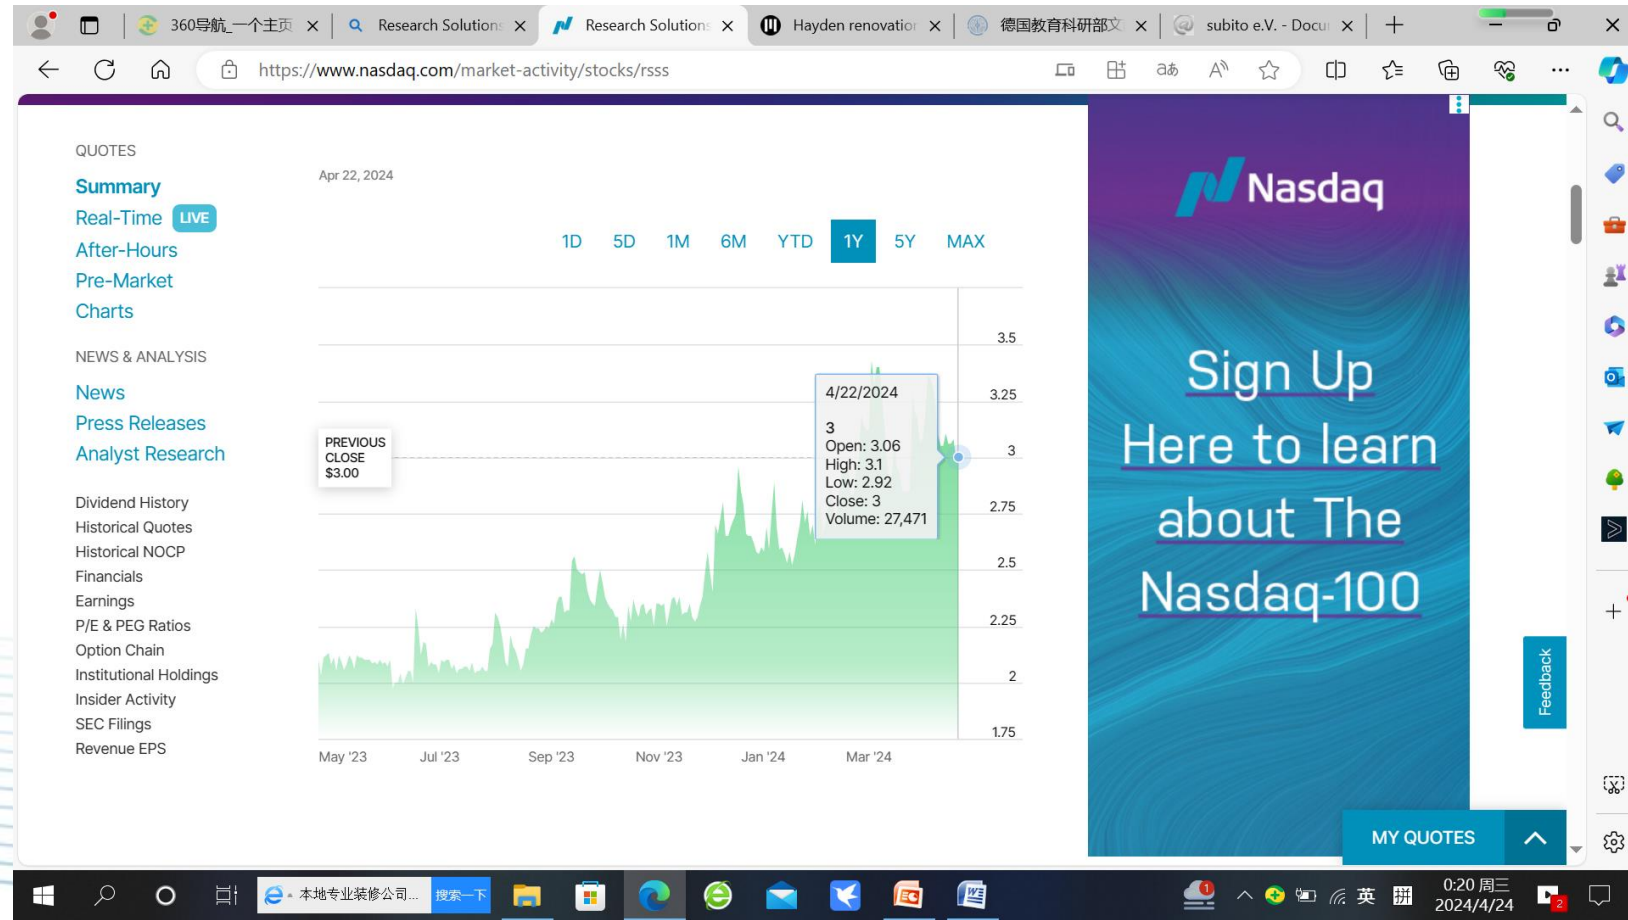 360导航_一个主页
Research Solutions
Research Solutions
Hayden renovation
德国教育科研部文
subito e.V. - Docu
https://www.nasdaq.com/market-activity/stocks/rsss
QUOTES
Summary
Real-Time LIVE
After-Hours
Pre-Market
Charts
NEWS & ANALYSIS
News
Press Releases
Analyst Research
Dividend History
Historical Quotes
Historical NOCP
Financials
Earnings
P/E & PEG Ratios
Option Chain
Institutional Holdings
Insider Activity
SEC Filings
Revenue EPS
Apr 22, 2024
1D 5D 1M 6M YTD 1Y 5Y MAX
3.5
3.25
3
2.75
2.5
2.25
2
1.75
PREVIOUS
CLOSE
$3.00
4/22/2024
3
Open: 3.06
High: 3.1
Low: 2.92
Close: 3
Volume: 27,471
May '23 Jul '23 Sep '23 Nov '23 Jan '24 Mar '24
Nasdaq
Sign Up
Here to learn
about The
Nasdaq-100
Feedback
MY QUOTES
本地专业装修公司...
搜索一下
英
拼
0:20 周三
2024/4/24